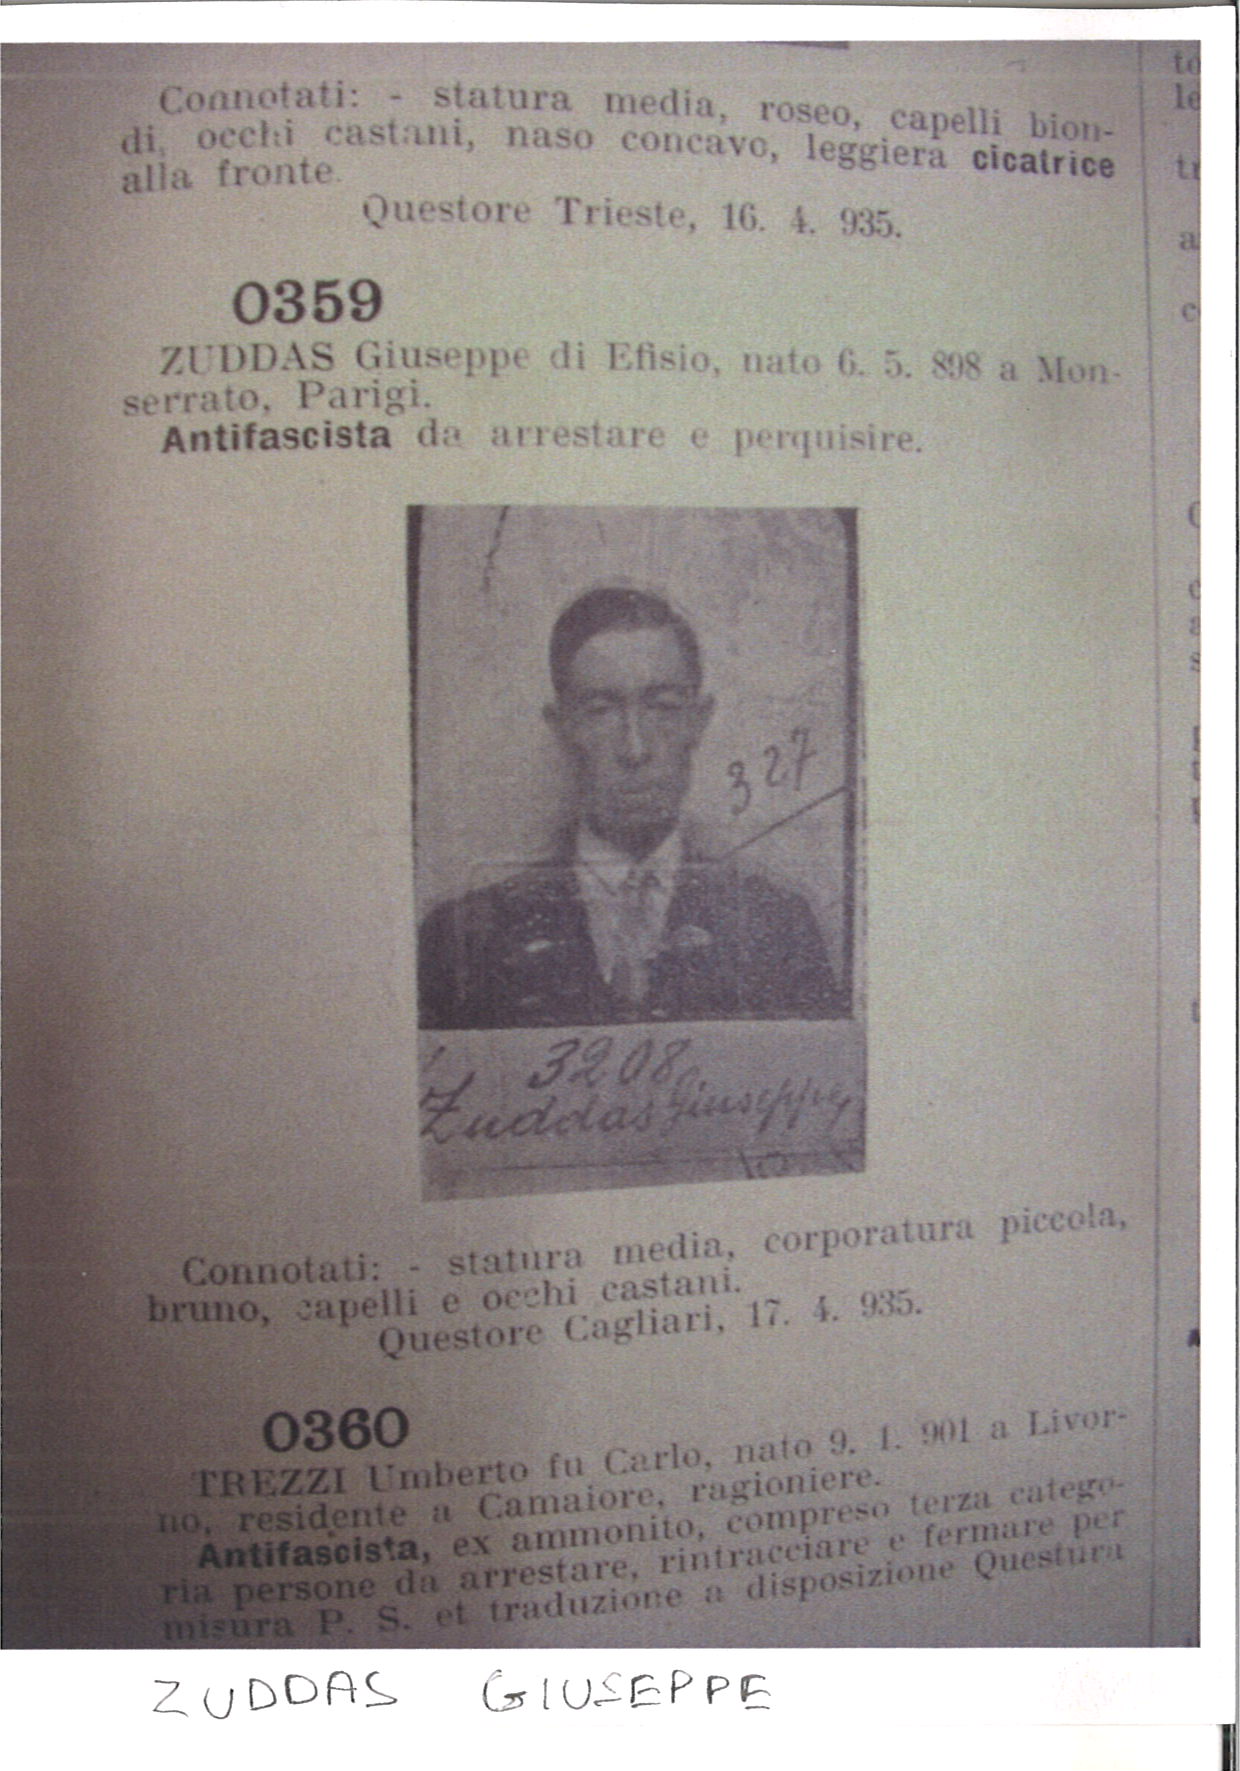 Connotati: - statura media, roseo, capelli bion-
di, occhi castani, naso concavo, leggiera cicatrice
alla fronte.
Questore Trieste, 16. 4. 935.
0359
ZUDDAS Giuseppe di Efisio, nato 6. 5. 898 a Mon-
serrato, Parigi.
Antifascista da arrestare e perquisire.
327
3208
Zuddas Giuseppe
Connotati: - statura media, corporatura piccola,
bruno, capelli e occhi castani.
Questore Cagliari, 17. 4. 935.
0360
TREZZI Umberto fu Carlo, nato 9. 1. 901 a Livor-
no, residente a Camaiore, ragioniere.
Antifascista, ex ammonito, compreso terza catego-
ria persone da arrestare, rintracciare e fermare per
misura P. S. et traduzione a disposizione Questura
ZUDDAS GIUSEPPE